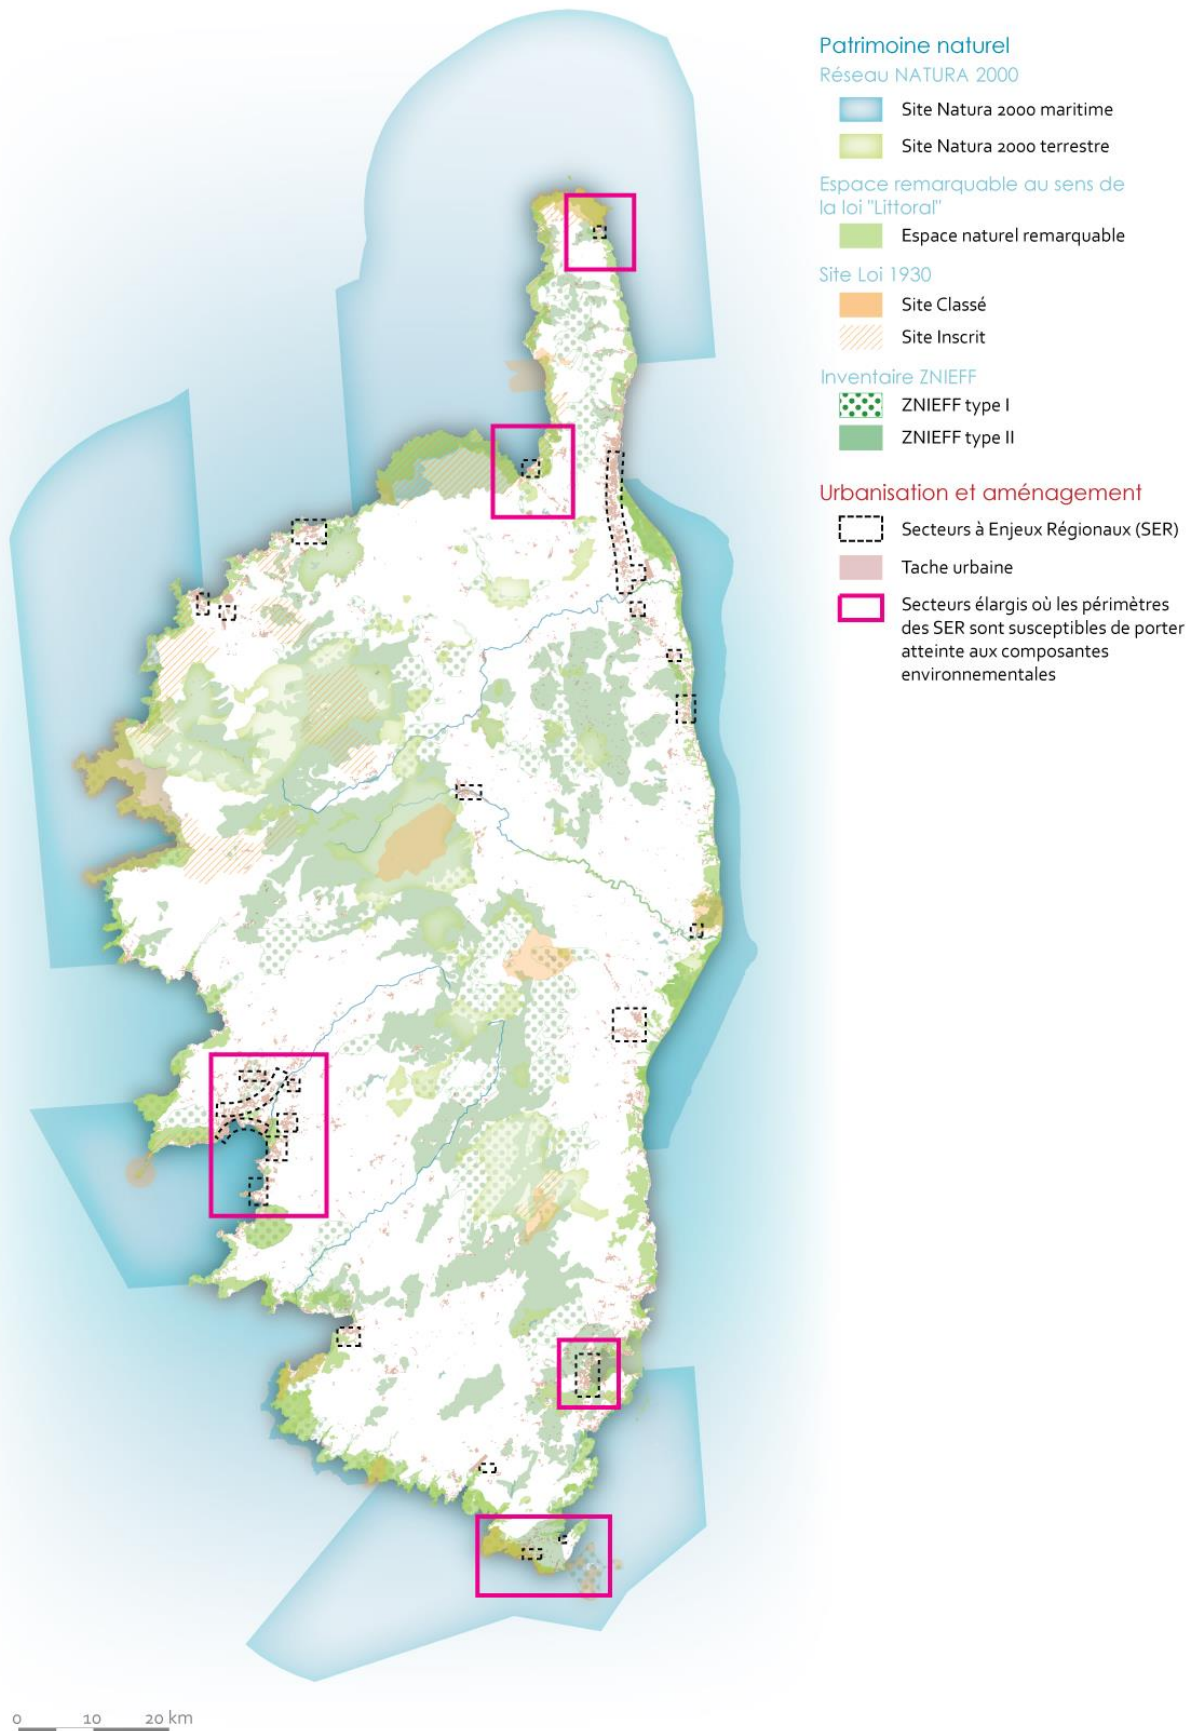 Patrimoine naturel
Réseau NATURA 2000
Site Natura 2000 maritime
Site Natura 2000 terrestre
Espace remarquable au sens de
la loi "Littoral"
Espace naturel remarquable
Site Loi 1930
Site Classé
Site Inscrit
Inventaire ZNIEFF
ZNIEFF type I
ZNIEFF type II
Urbanisation et aménagement
Secteurs à Enjeux Régionaux (SER)
Tache urbaine
Secteurs élargis où les périmètres
des SER sont susceptibles de porter
atteinte aux composantes
environnementales
0 10 20 km